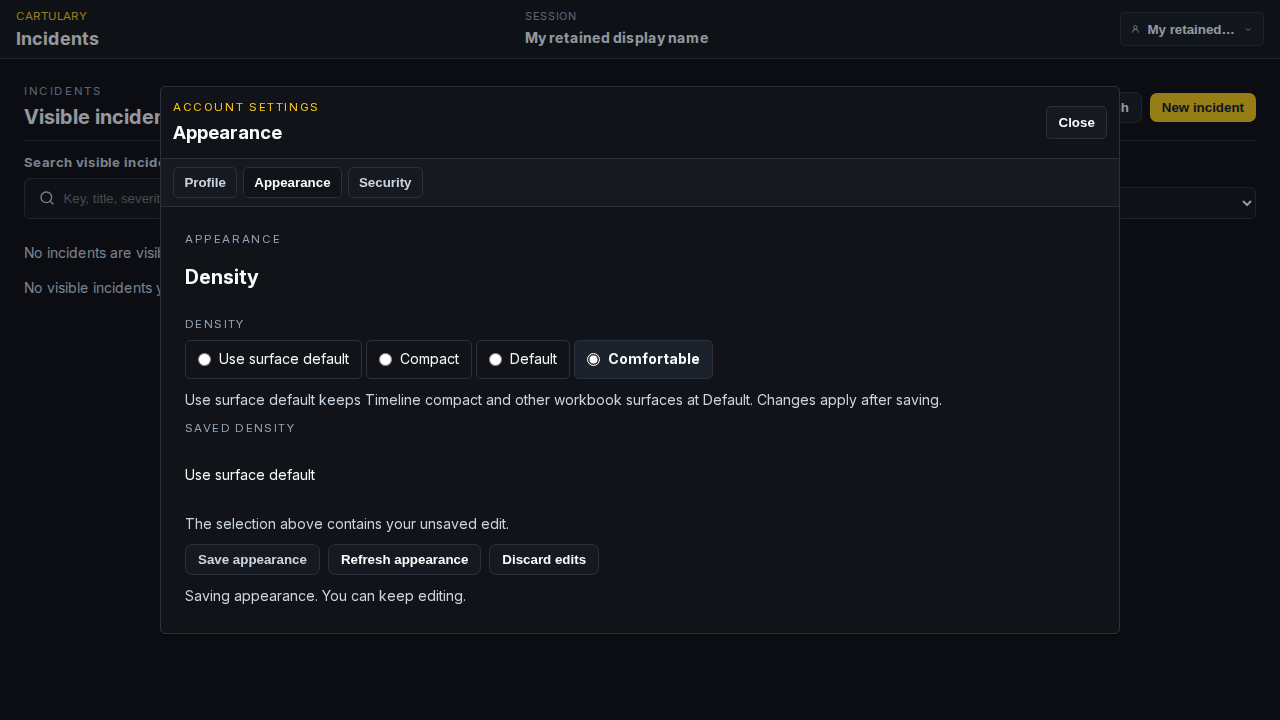 CARTULARY
Incidents
SESSION
My retained display name
My retained...
INCIDENTS
Visible
New incident
Search visible
Key, title,
No incidents are
No visible incidents
ACCOUNT SETTINGS
Appearance
Close
Profile
Appearance
Security
APPEARANCE
Density
DENSITY
Use surface default
Compact
Default
Comfortable
Use surface default keeps Timeline compact and other workbook surfaces at Default. Changes apply after saving.
SAVED DENSITY
Use surface default
The selection above contains your unsaved edit.
Save appearance
Refresh appearance
Discard edits
Saving appearance. You can keep editing.